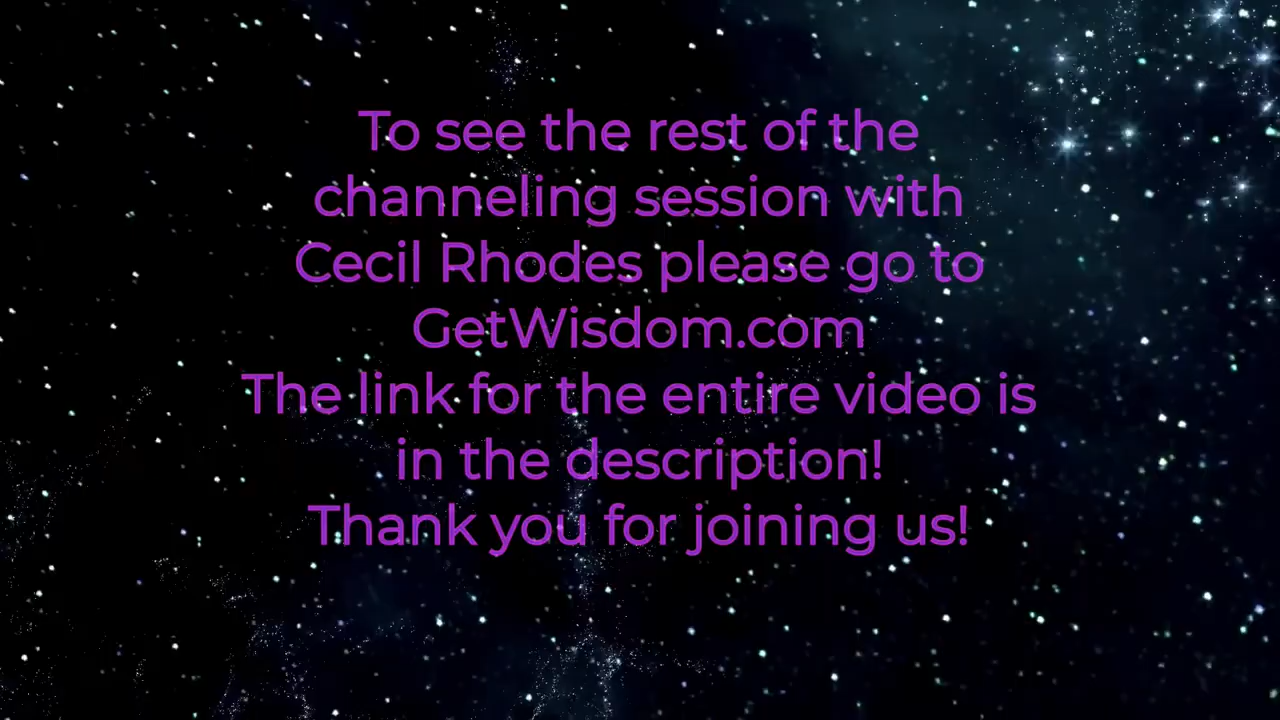 To see the rest of the
channeling session with
Cecil Rhodes please go to
GetWisdom.com
The link for the entire video is
in the description!
Thank you for joining us!